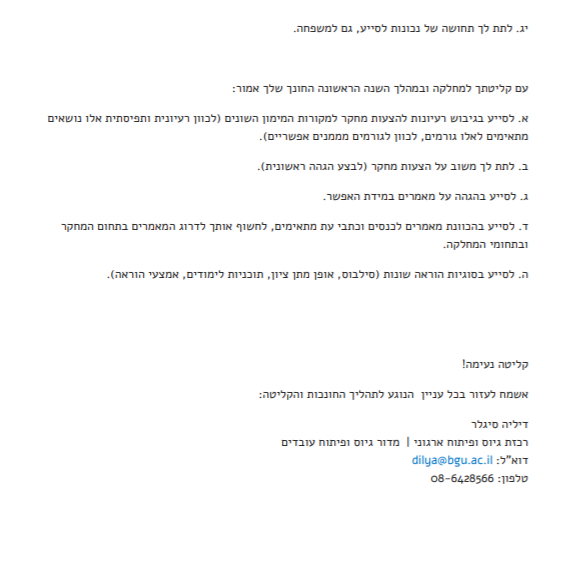 יג. לתת לך תחושה של נכונות לסייע, גם למשפחה.
עם קליטתך למחלקה ובמהלך השנה הראשונה החונך שלך אמור:
א. לסייע בגיבוש רעיונות להצעות מחקר למקורות המימון השונים (לכוון רעיונית ותפיסתית אלו נושאים
מתאימים לאלו גורמים, לכוון לגורמים מממנים אפשריים).
ב. לתת לך משוב על הצעות מחקר (לבצע הגהה ראשונית).
ג. לסייע בהגהה על מאמרים במידת האפשר.
ד. לסייע בהכוונת מאמרים לכנסים וכתבי עת מתאימים, לחשוף אותך לדרוג המאמרים בתחום המחקר
ובתחומי המחלקה.
ה. לסייע בסוגיות הוראה שונות (סילבוס, אופן מתן ציון, תוכניות לימודים, אמצעי הוראה).
קליטה נעימה!
אשמח לעזור בכל עניין הנוגע לתהליך החונכות והקליטה:
דיליה סיגלר
רכזת גיוס ופיתוח ארגוני | מדור גיוס ופיתוח עובדים
דוא"ל: dilya@bgu.ac.il
טלפון: 08-6428566